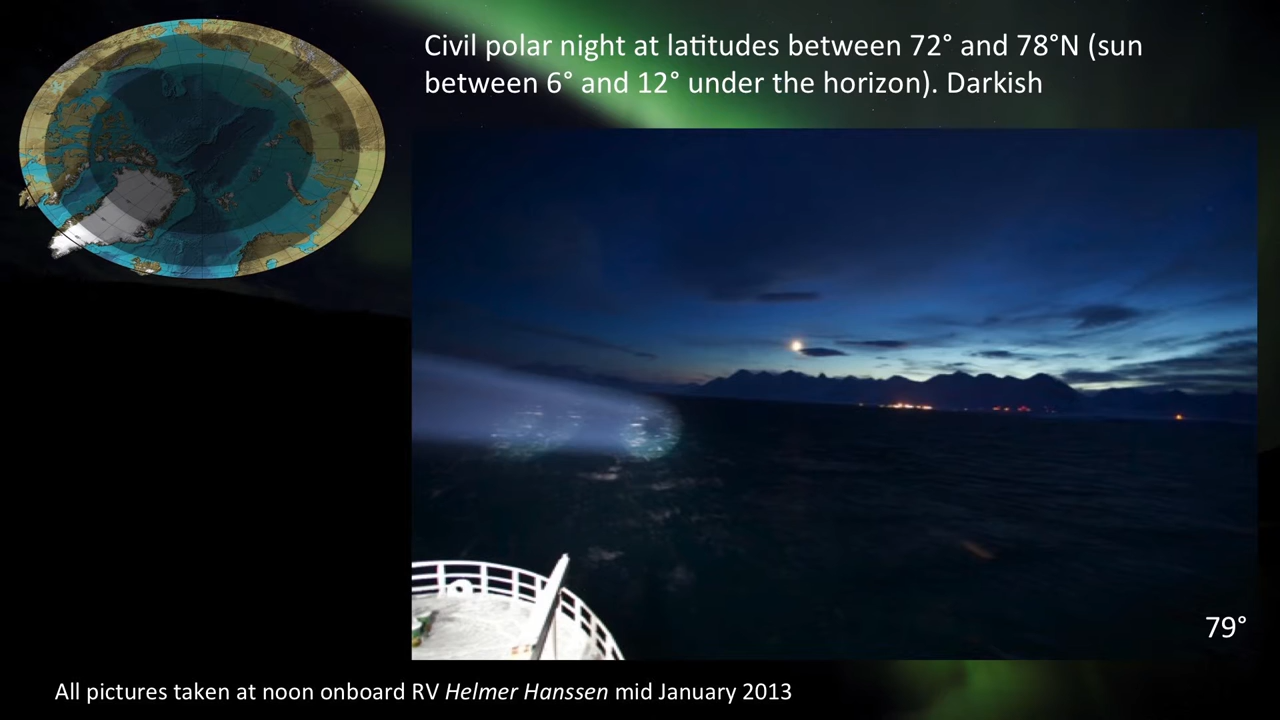 Civil polar night at latitudes between 72° and 78°N (sun
between 6° and 12° under the horizon). Darkish
79°
All pictures taken at noon onboard RV Helmer Hanssen mid January 2013